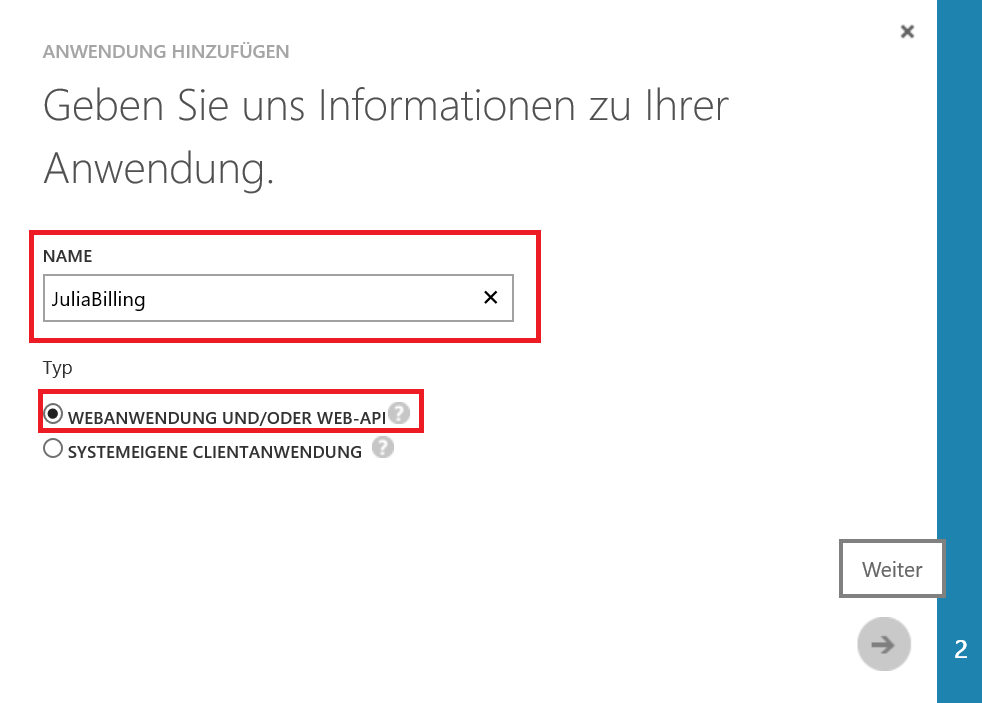 ANWENDUNG HINZUFÜGEN
Geben Sie uns Informationen zu Ihrer
Anwendung.
NAME
JuliaBilling
Typ
WEBANWENDUNG UND/ODER WEB-API ?
SYSTEMEIGENE CLIENTANWENDUNG ?
Weiter
2